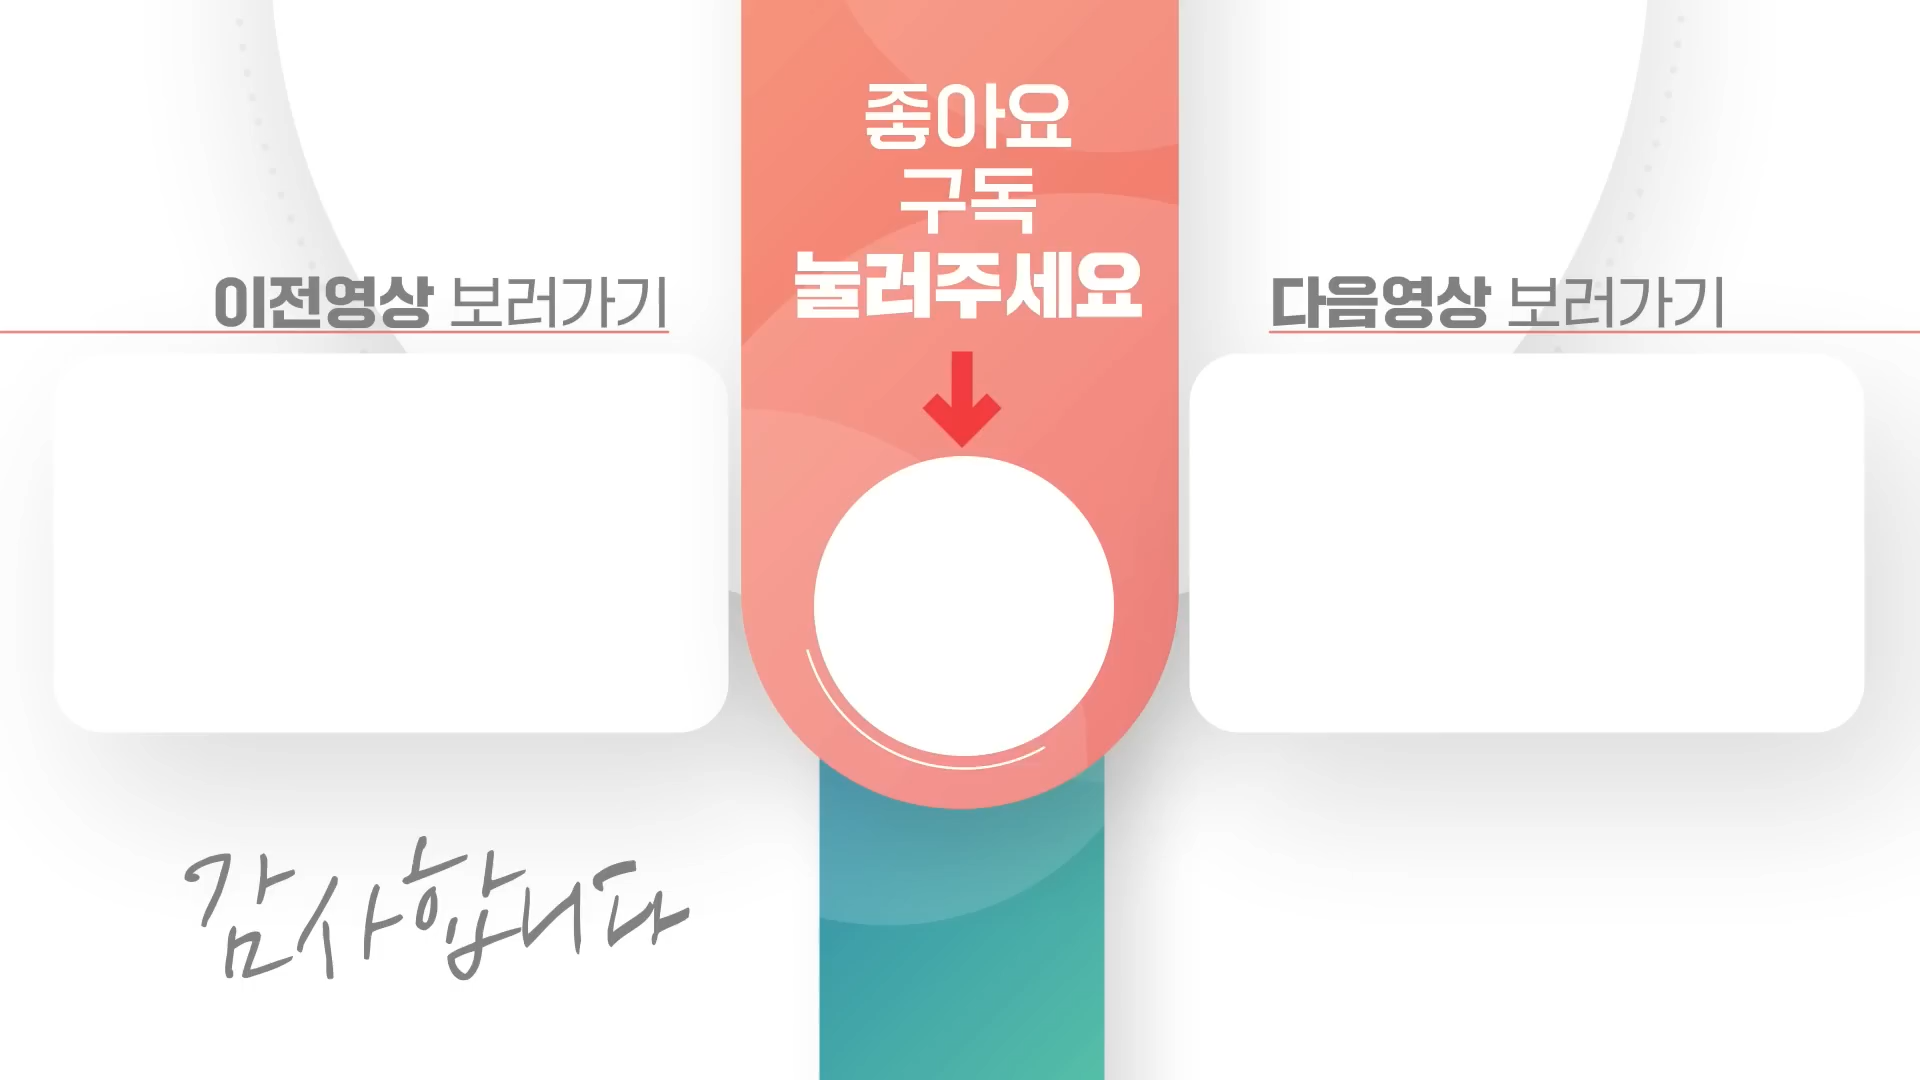 좋아요
구독
눌러주세요
이전영상 보러가기
다음영상 보러가기
감사합니다